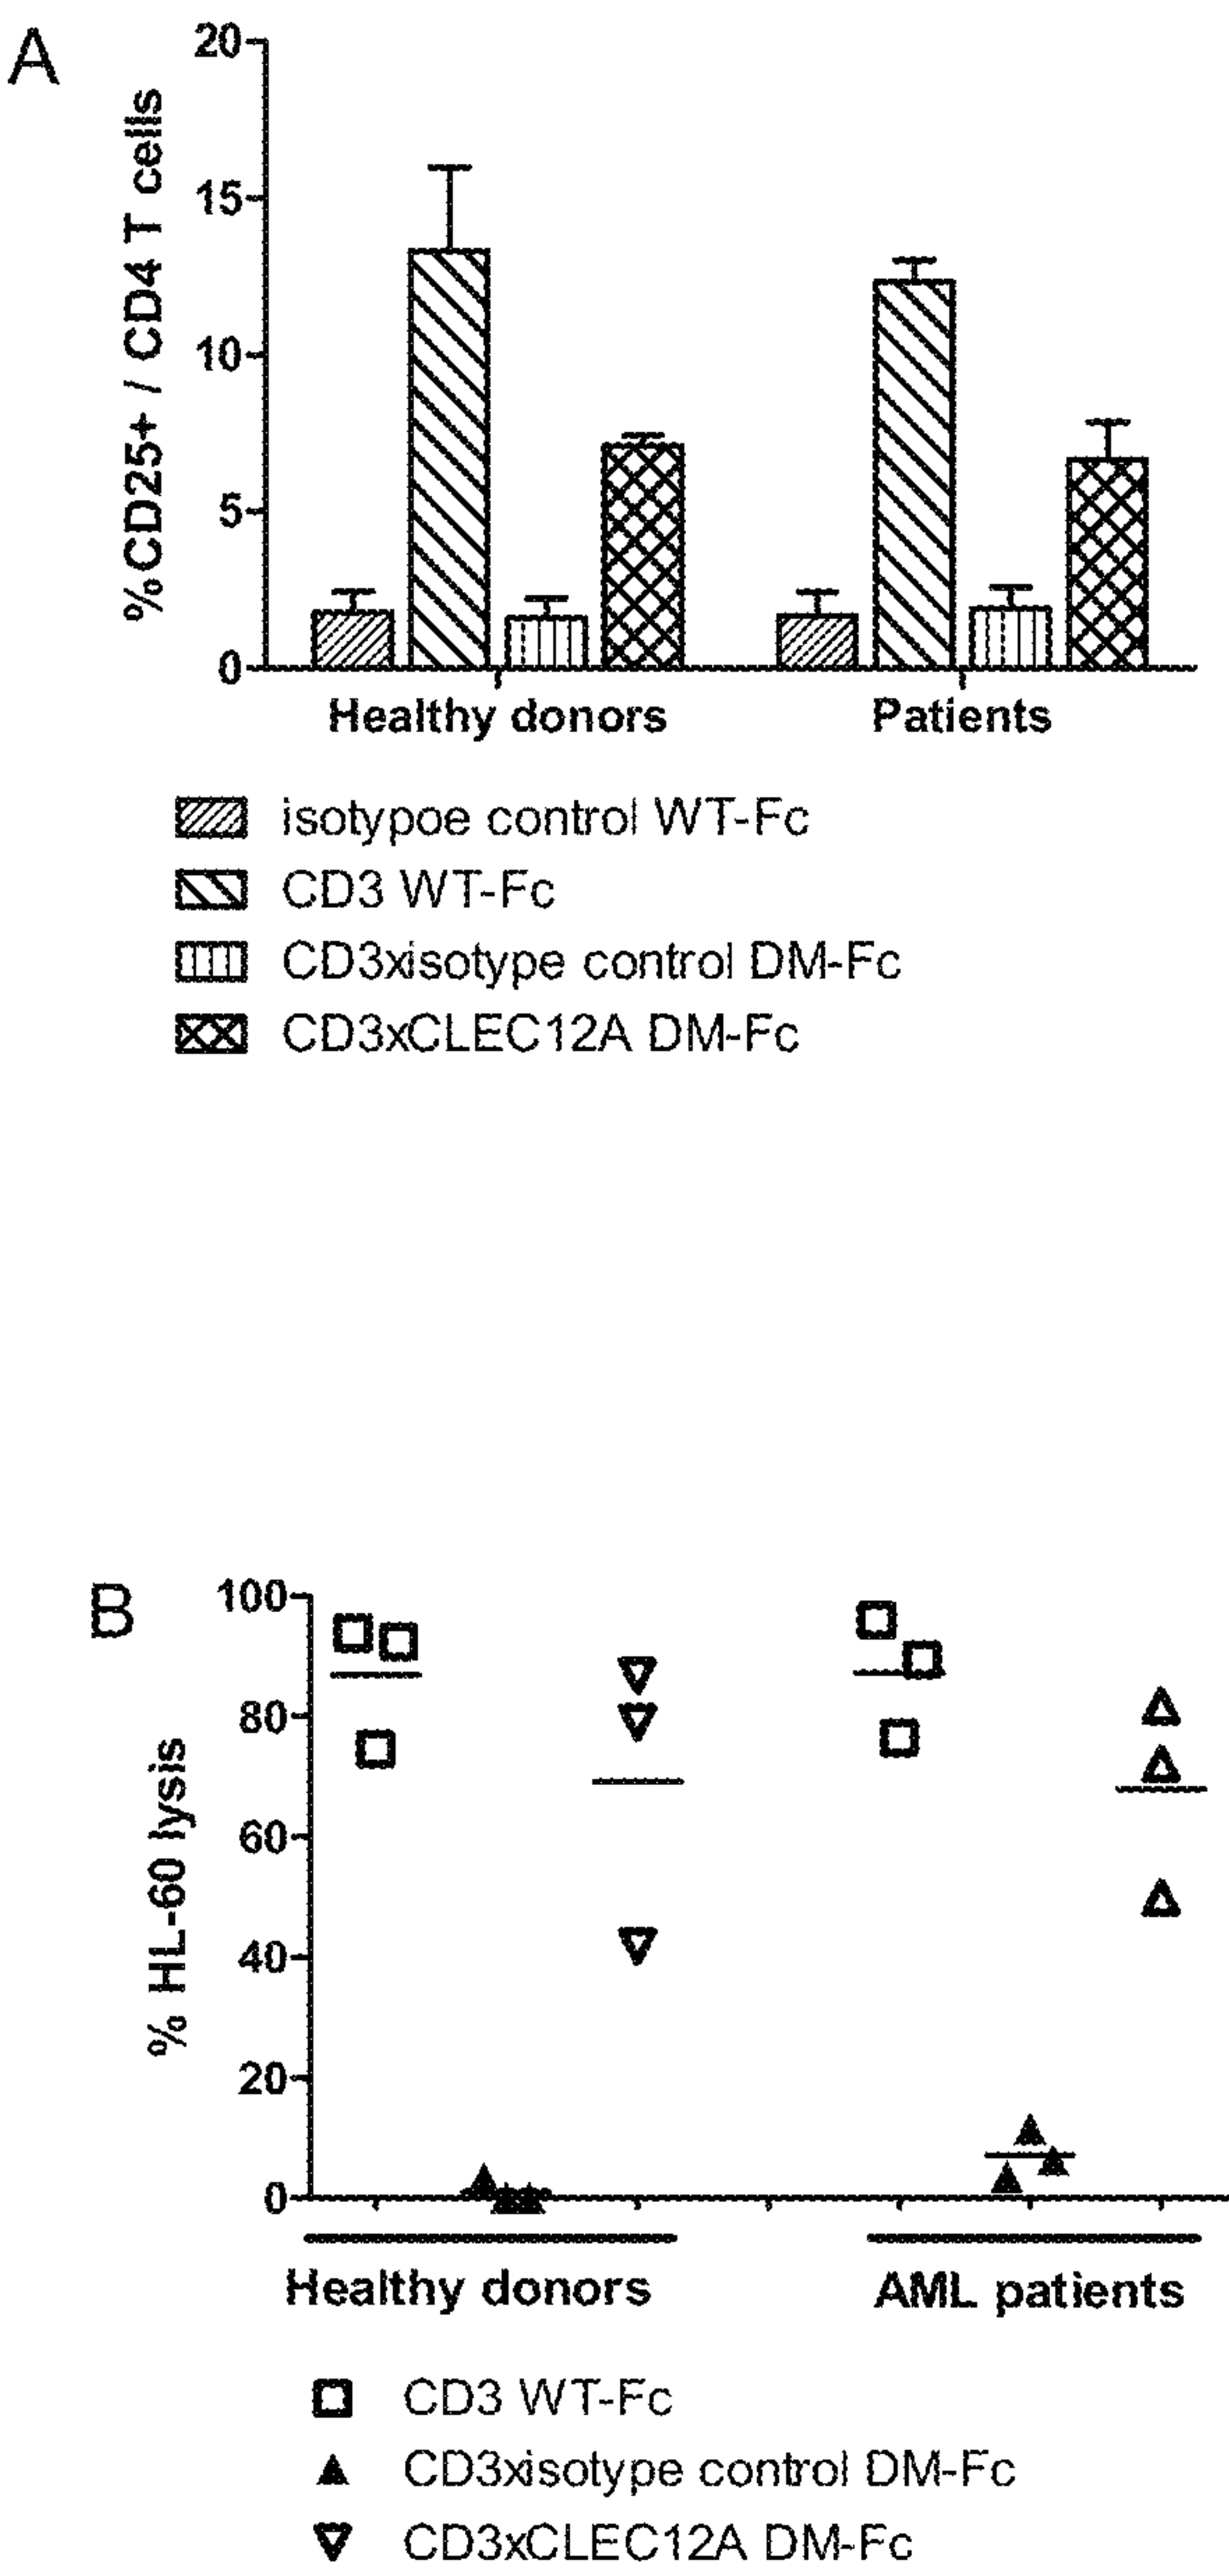 A
%CD25+ / CD4 T cells
20
15
10
5
0
Healthy donors
Patients
isotypoe control WT-Fc
CD3 WT-Fc
CD3xisotype control DM-Fc
CD3xCLEC12A DM-Fc
B
% HL-60 lysis
100
80
60
40
20
0
Healthy donors
AML patients
CD3 WT-Fc
CD3xisotype control DM-Fc
CD3xCLEC12A DM-Fc